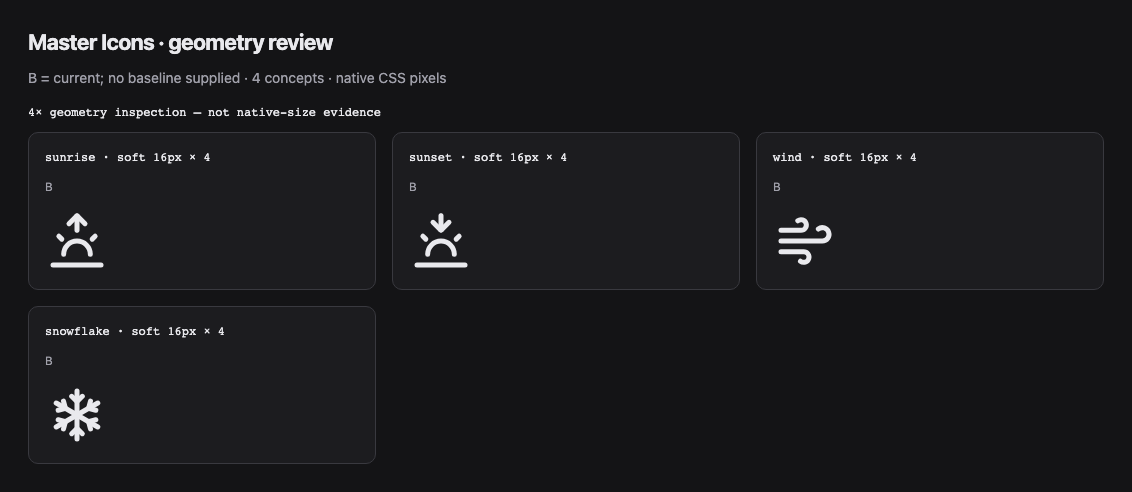 Master Icons · geometry review
B = current; no baseline supplied · 4 concepts · native CSS pixels
4× geometry inspection — not native-size evidence
sunrise · soft 16px × 4
B
sunset · soft 16px × 4
B
wind · soft 16px × 4
B
snowflake · soft 16px × 4
B